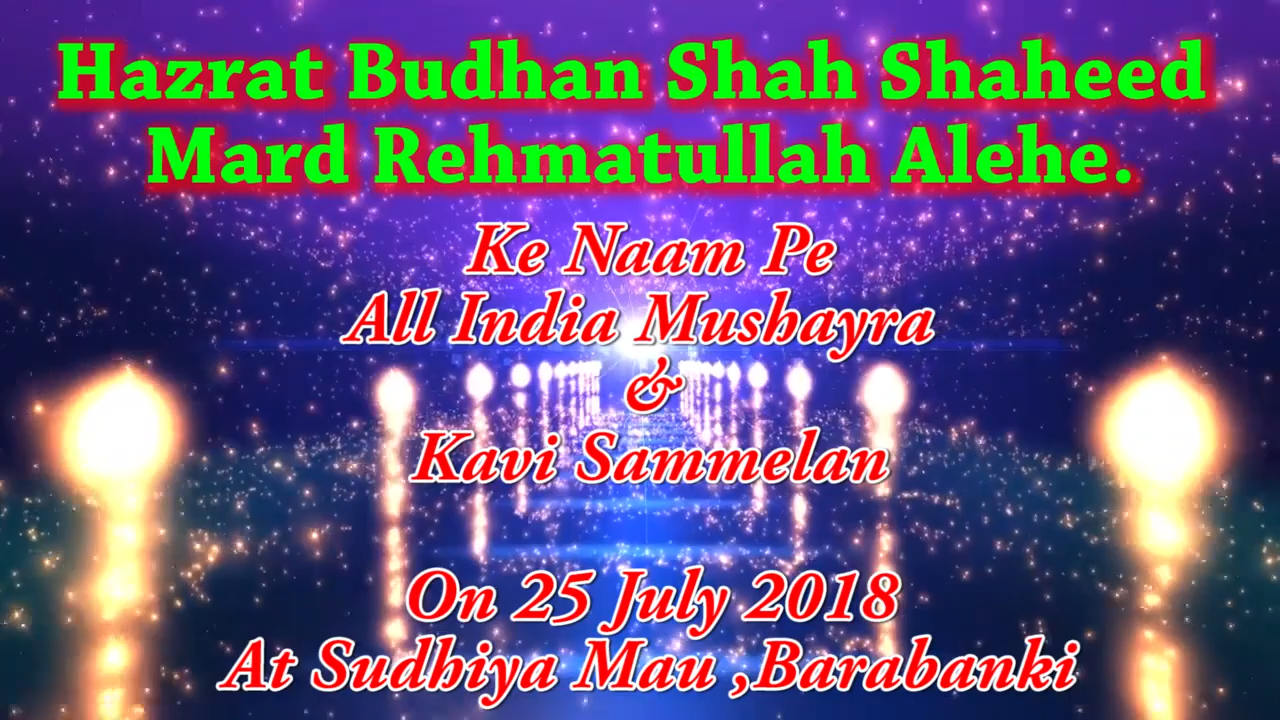 Hazrat Budhan Shah Shaheed
Mard Rehmatullah Alehe.
Ke Naam Pe
All India Mushayra
&
Kavi Sammelan
On 25 July 2018
At Sudhiya Mau ,Barabanki